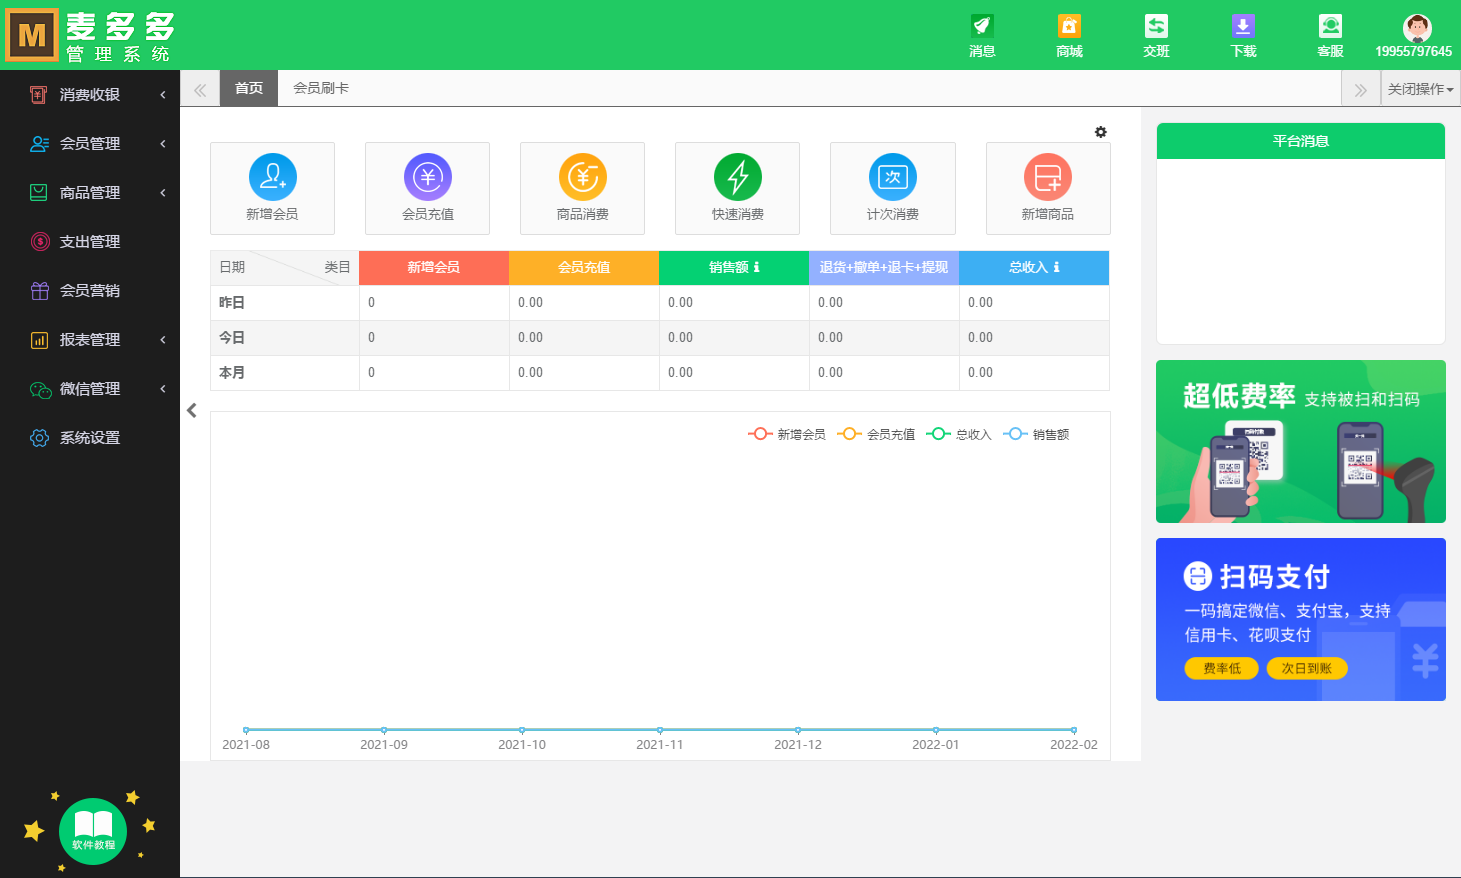 M
麦多多
管理系统
消息
商城
交班
下载
客服
19955797645
消费收银
会员管理
商品管理
支出管理
会员营销
报表管理
微信管理
系统设置
软件教程
首页
会员刷卡
关闭操作
新增会员
会员充值
商品消费
快速消费
次
计次消费
新增商品
日期 类目 新增会员 会员充值 销售额 退货+撤单+退卡+提现 总收入
昨日 0 0.00 0.00 0.00 0.00
今日 0 0.00 0.00 0.00 0.00
本月 0 0.00 0.00 0.00 0.00
新增会员 会员充值 总收入 销售额
2021-08 2021-09 2021-10 2021-11 2021-12 2022-01 2022-02
平台消息
超低费率 支持被扫和扫码
扫码支付
一码搞定微信、支付宝，支持
信用卡、花呗支付
费率低 次日到账